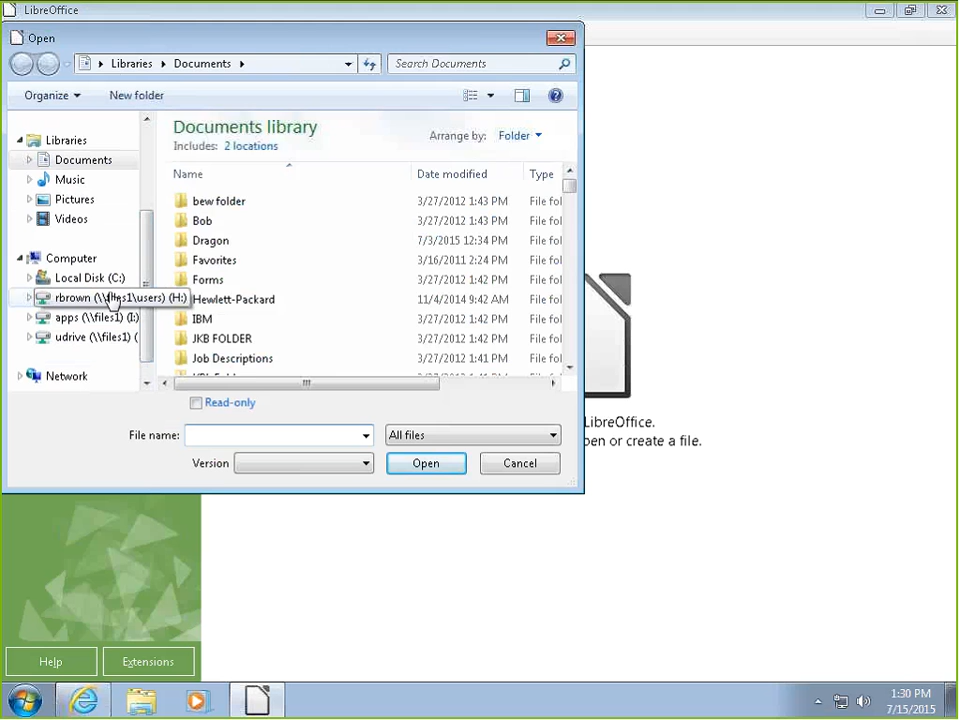 LibreOffice
Open
Libraries
Documents
Search Documents
Organize
New folder
Documents library
Includes: 2 locations
Arrange by: Folder
Name
Date modified
Type
Libraries
Documents
Music
Pictures
Videos
Computer
Local Disk (C:)
rbrown (\\files1\users) (H:)
apps (\\files1) (I:)
udrive (\\files1) (
Network
bew folder 3/27/2012 1:43 PM File fol
Bob 3/27/2012 1:43 PM File fol
Dragon 7/3/2015 12:34 PM File fol
Favorites 3/16/2011 2:24 PM File fol
Forms 3/27/2012 1:42 PM File fol
Hewlett-Packard 11/4/2014 9:42 AM File fol
IBM 3/27/2012 1:42 PM File fol
JKB FOLDER 3/27/2012 1:42 PM File fol
Job Descriptions 3/27/2012 1:41 PM File fol
Read-only
File name:
All files
Version
Open
Cancel
LibreOffice.
pen or create a file.
Help
Extensions
1:30 PM
7/15/2015